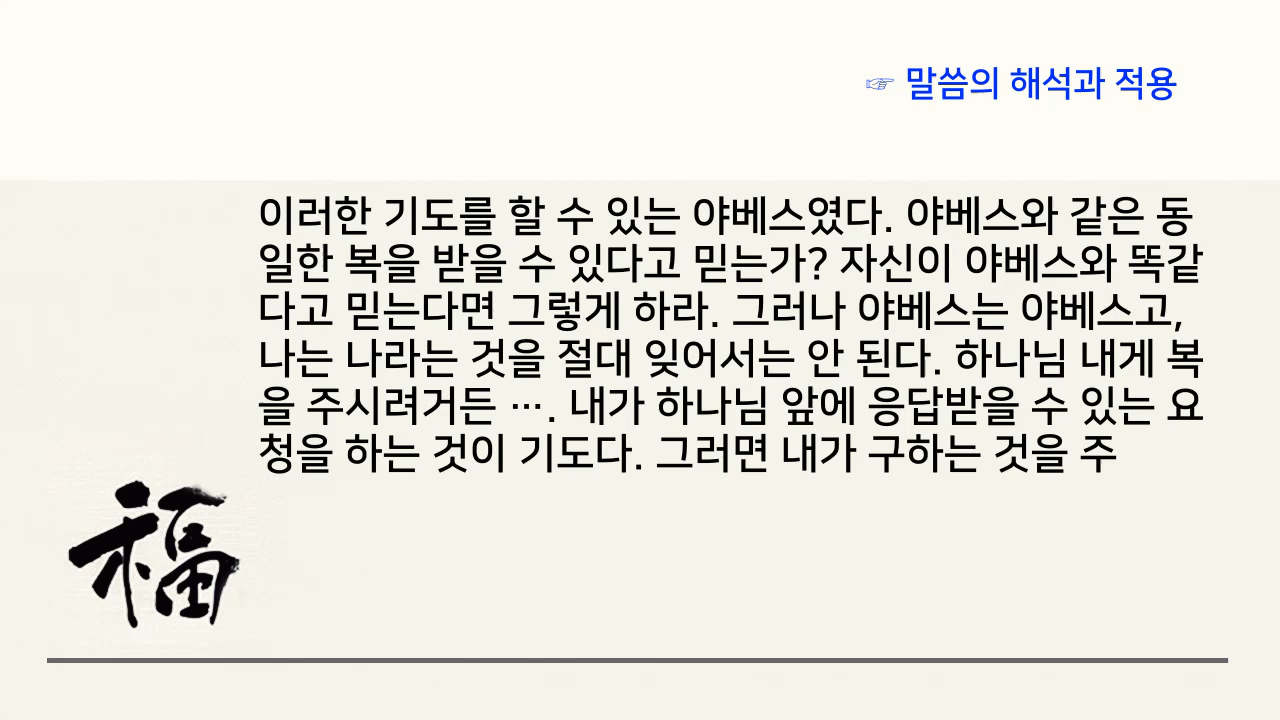 ☞ 말씀의 해석과 적용
이러한 기도를 할 수 있는 야베스였다. 야베스와 같은 동
일한 복을 받을 수 있다고 믿는가? 자신이 야베스와 똑같
다고 믿는다면 그렇게 하라. 그러나 야베스는 야베스고,
나는 나라는 것을 절대 잊어서는 안 된다. 하나님 내게 복
을 주시려거든 …. 내가 하나님 앞에 응답받을 수 있는 요
청을 하는 것이 기도다. 그러면 내가 구하는 것을 주
福